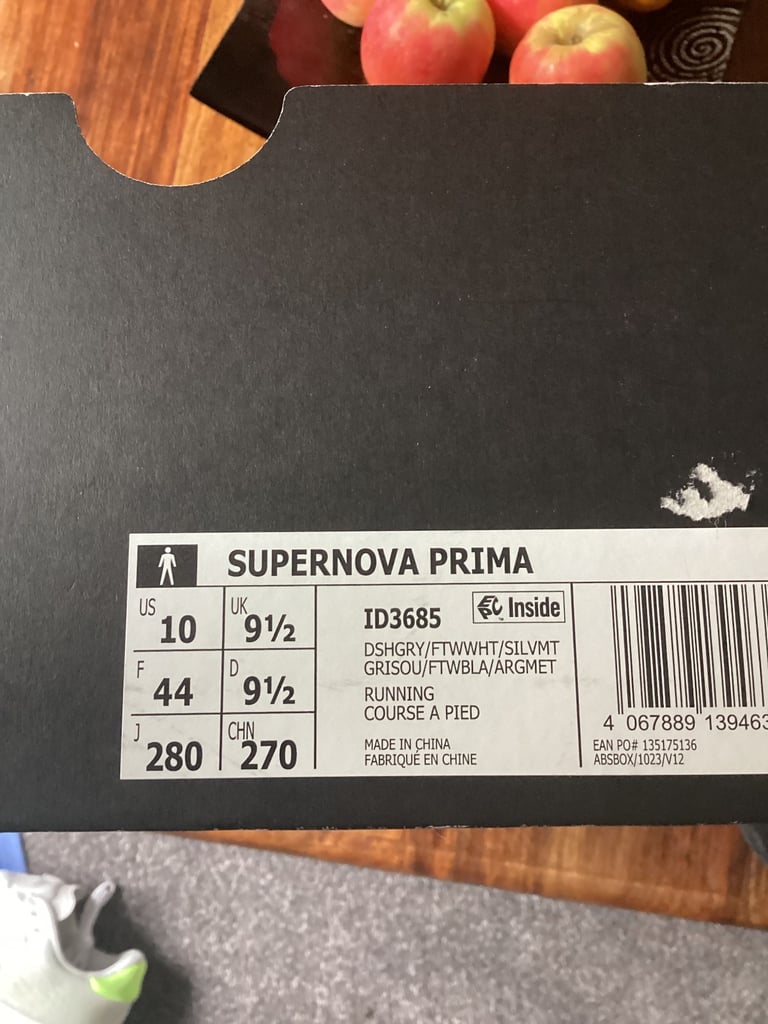 SUPERNOVA PRIMA
US 10 UK 9½
F 44 D 9½
J 280 CHN 270
ID3685
EPC Inside
DSHGRY/FTWWHT/SILVMT
GRISOU/FTWBLA/ARGMET
RUNNING
COURSE A PIED
MADE IN CHINA
FABRIQUÉ EN CHINE
4 067889 139463
EAN PO# 135175136
ABSBOX/1023/V12